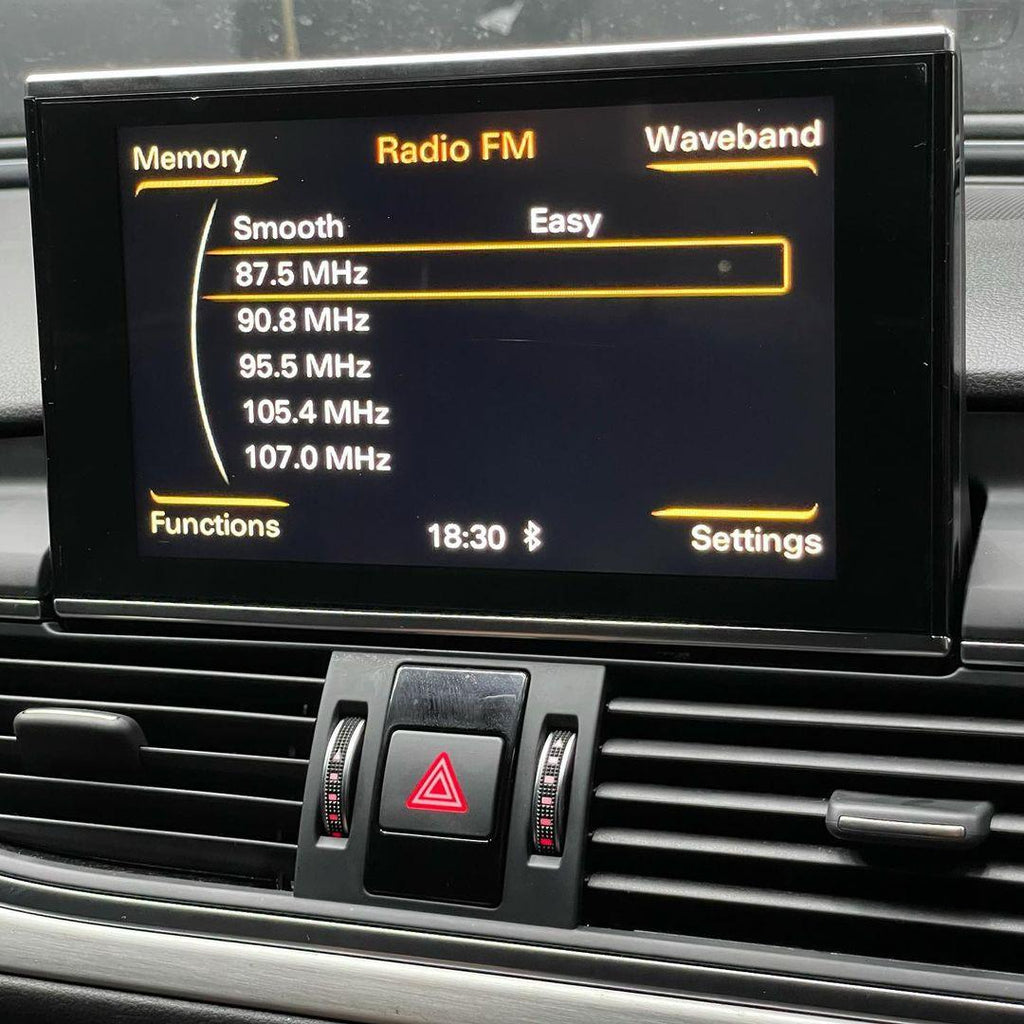 Memory Radio FM Waveband
Smooth Easy
87.5 MHz
90.8 MHz
95.5 MHz
105.4 MHz
107.0 MHz
Functions 18:30 Settings